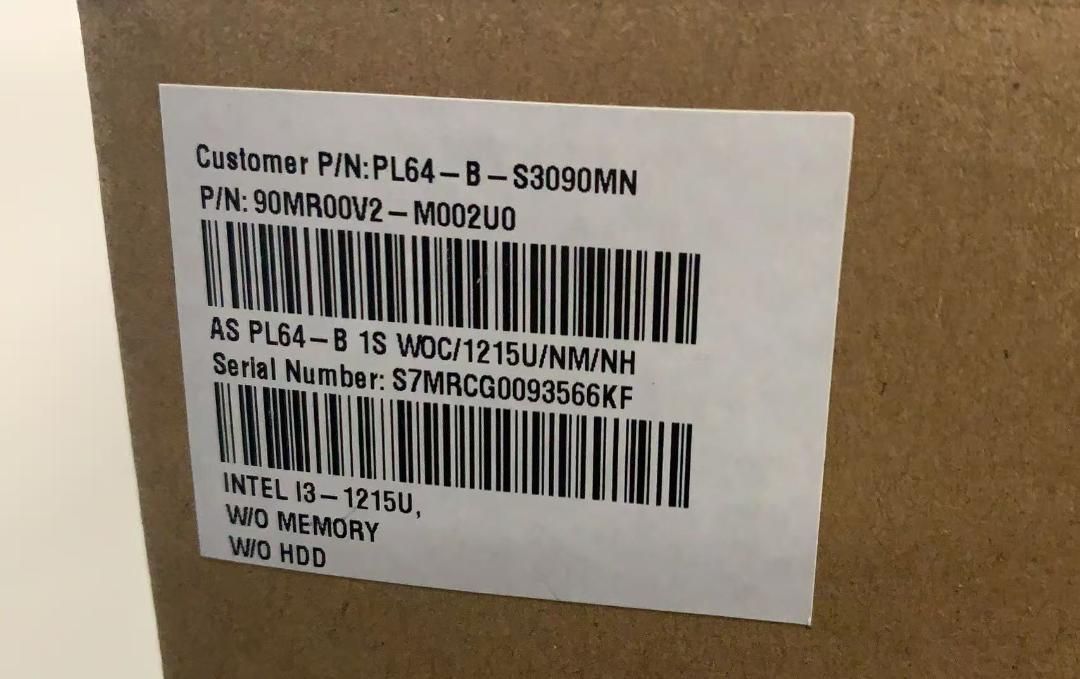 Customer P/N:PL64-B-S3090MN
P/N: 90MR00V2-M002U0
AS PL64-B 1S WOC/1215U/NM/NH
Serial Number: S7MRCG0093566KF
INTEL I3-1215U,
W/O MEMORY
W/O HDD